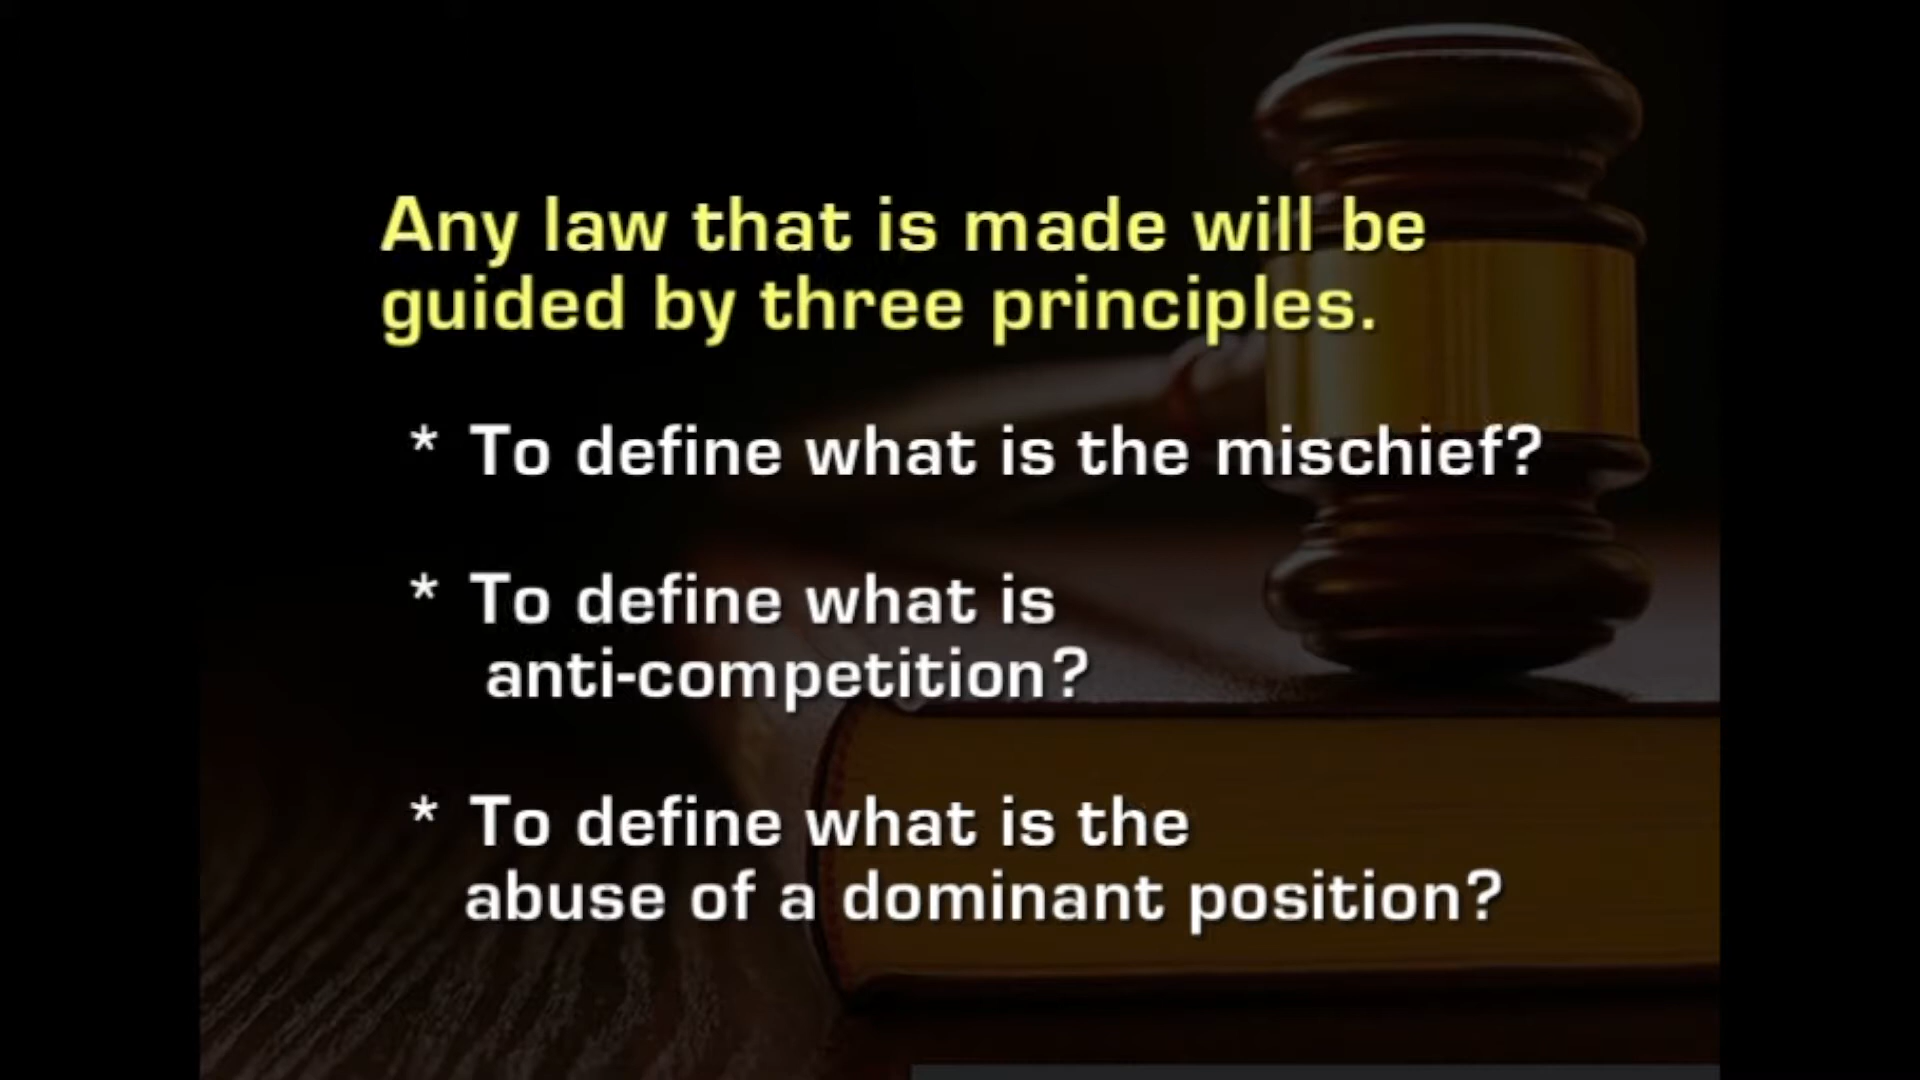 Any law that is made will be
guided by three principles.
* To define what is the mischief?
* To define what is
anti-competition?
* To define what is the
abuse of a dominant position?